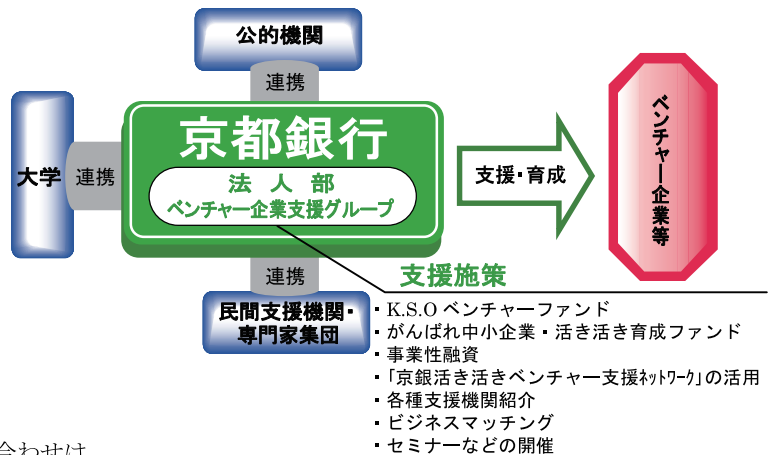 公的機関
連携
京都銀行
法人部
ベンチャー企業支援グループ
大学
連携
支援・育成
ベンチャー企業等
連携
民間支援機関・
専門家集団
支援施策
・K.S.O ベンチャーファンド
・がんばれ中小企業・活き活き育成ファンド
・事業性融資
・「京銀活き活きベンチャー支援ﾈｯﾄﾜｰｸ」の活用
・各種支援機関紹介
・ビジネスマッチング
・セミナーなどの開催
合わせは